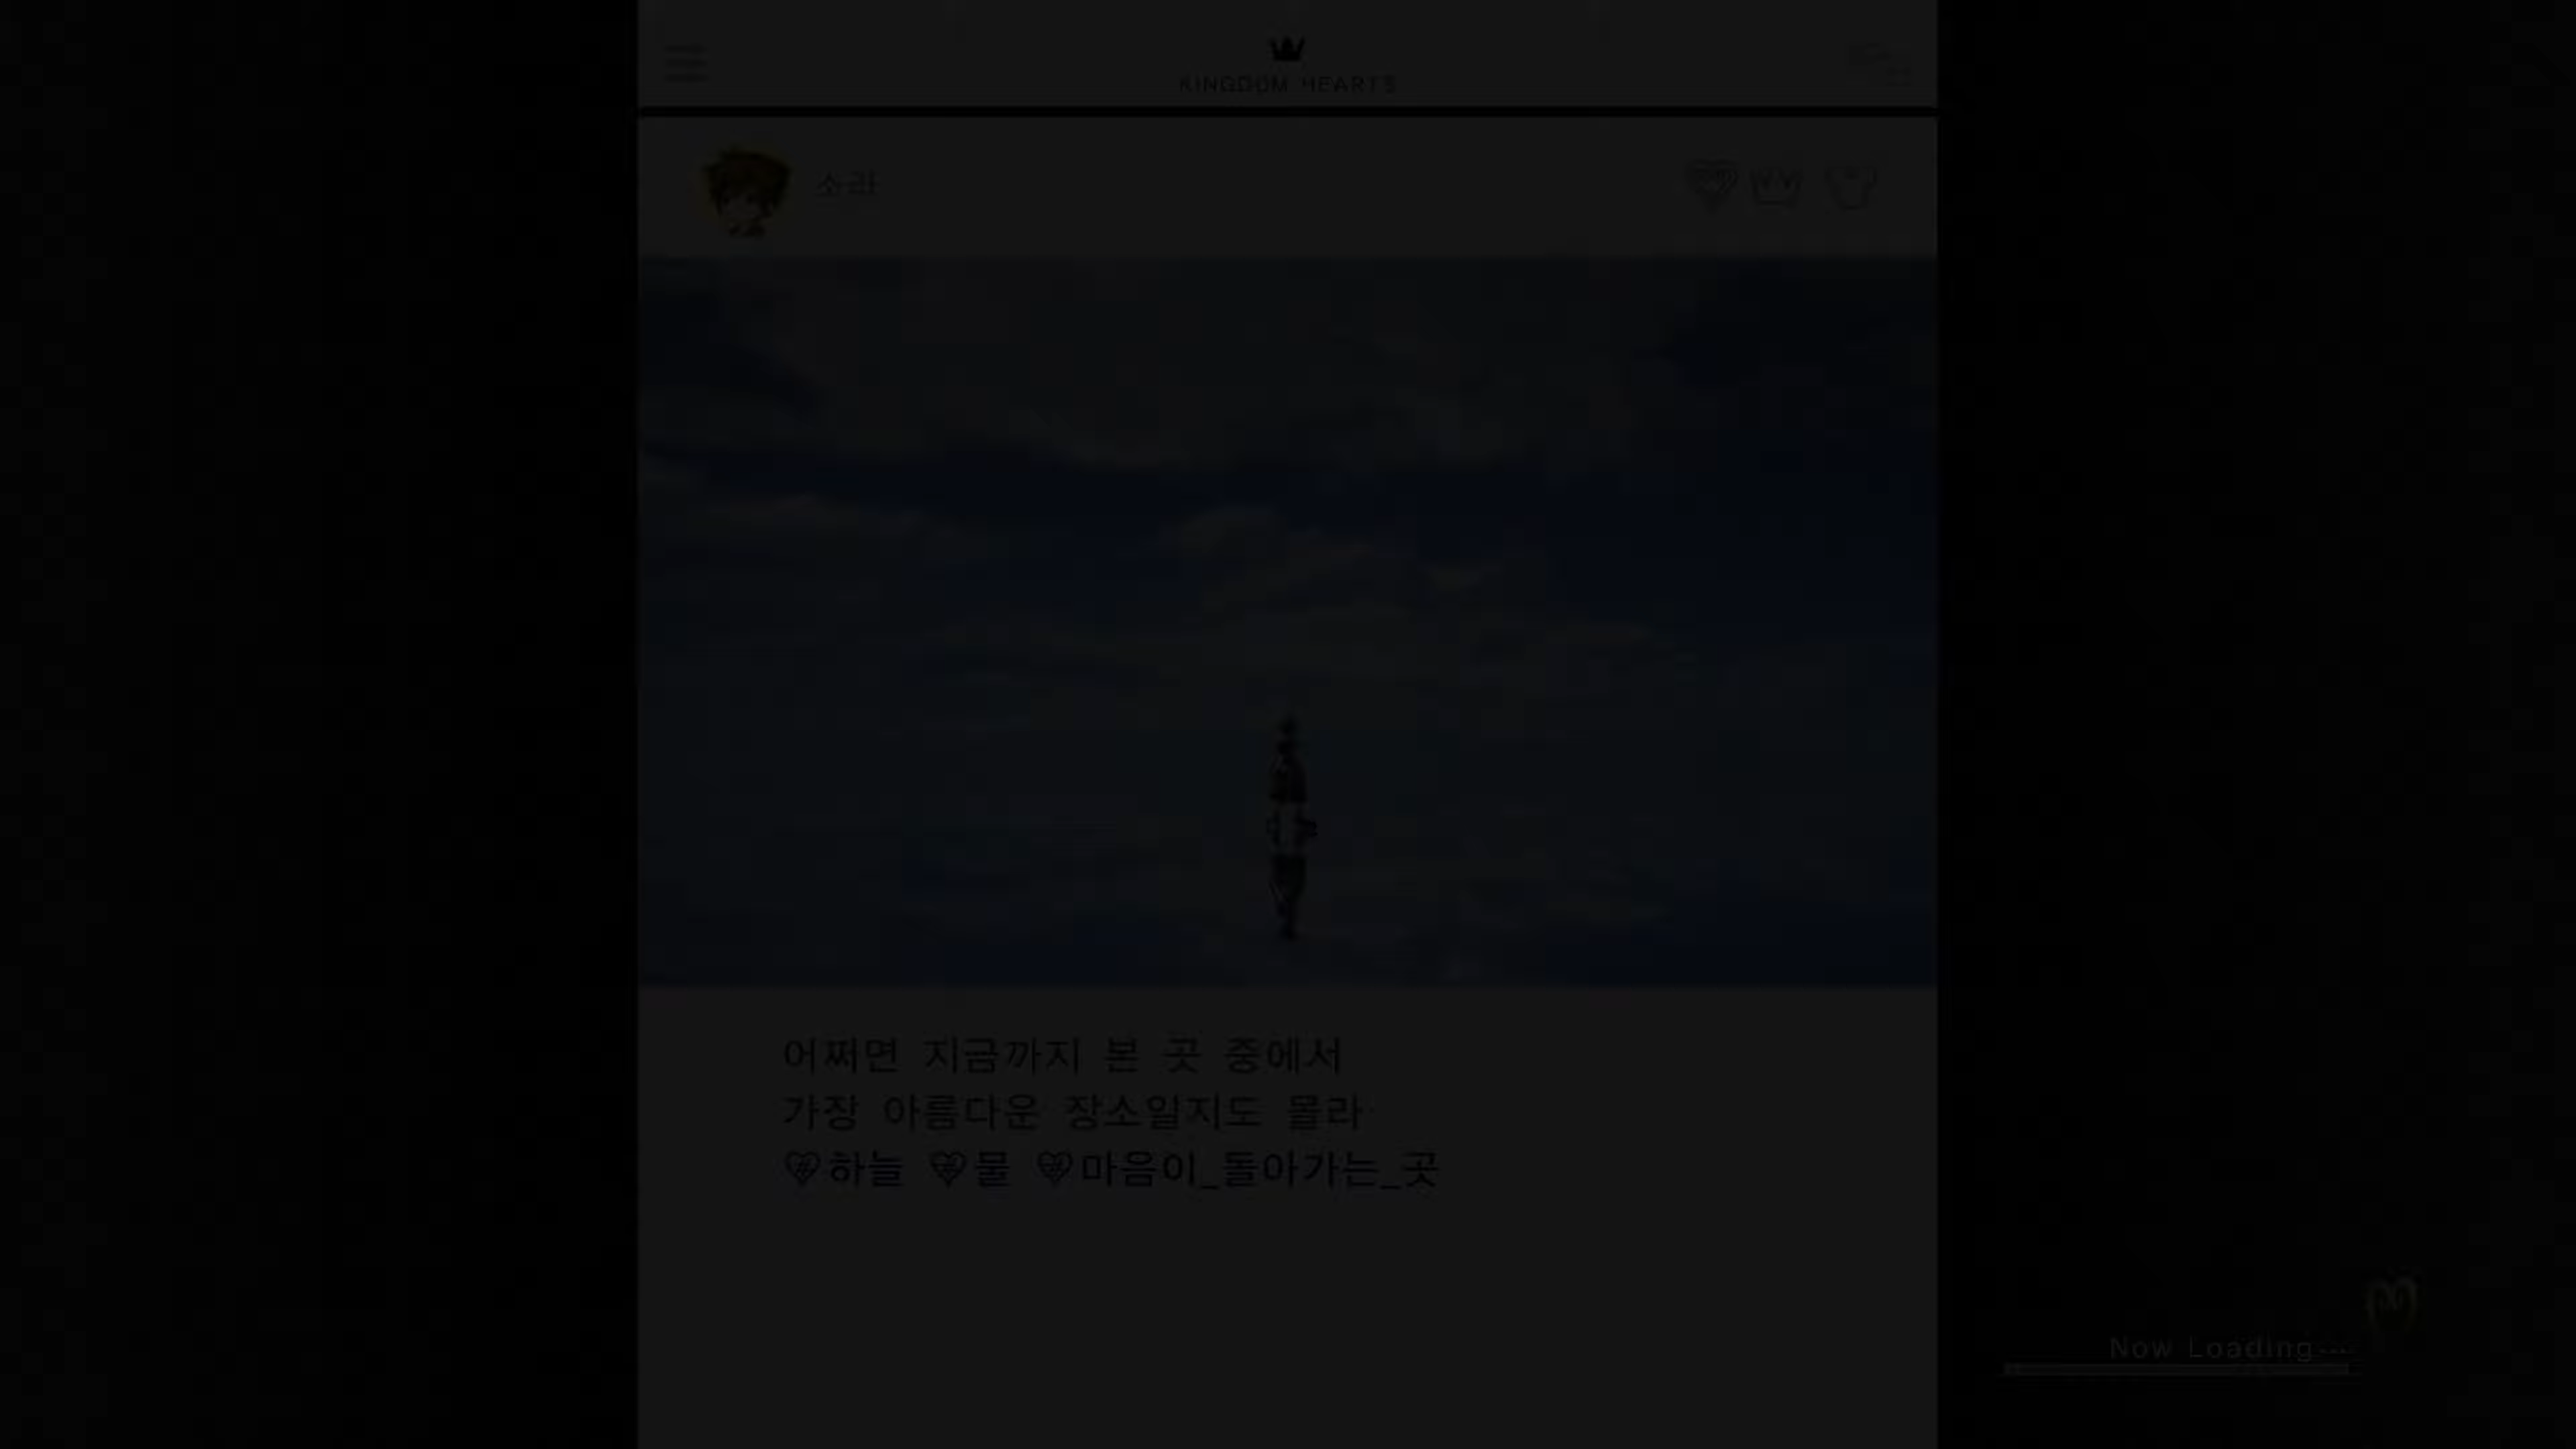 KINGDOM HEARTS
소라
어쩌면 지금까지 본 곳 중에서
가장 아름다운 장소일지도 몰라
#하늘 #물 #마음이_돌아가는_곳
Now Loading...